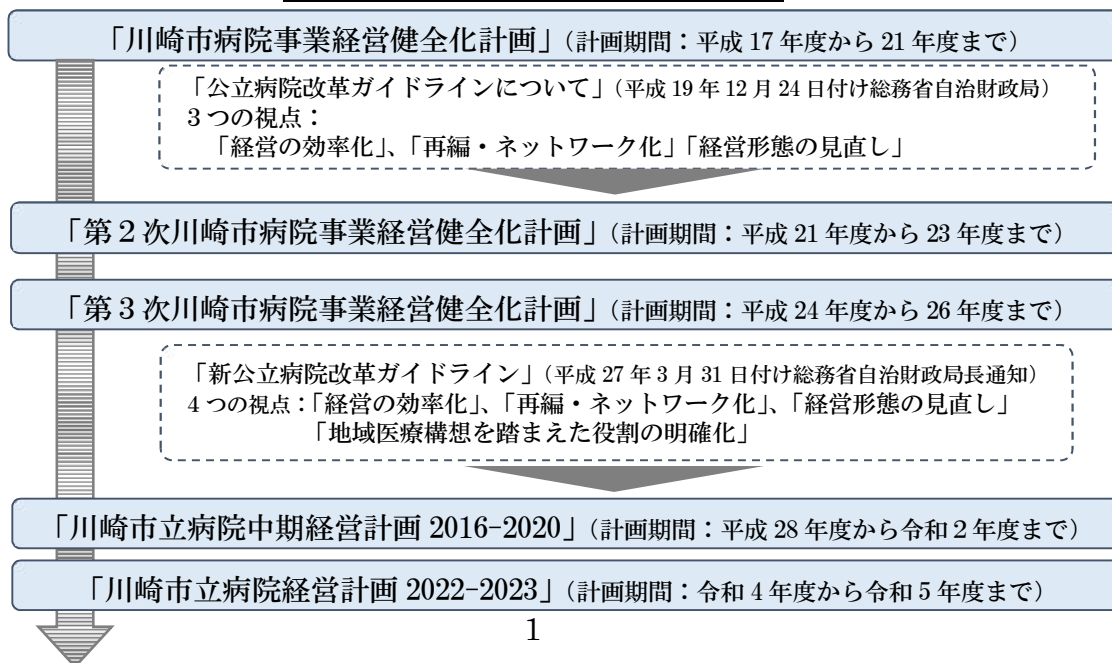 「川崎市病院事業経営健全化計画」(計画期間:平成 17 年度から 21 年度まで)
「公立病院改革ガイドラインについて」(平成 19 年 12 月 24 日付け総務省自治財政局)
3つの視点:
「経営の効率化」、「再編・ネットワーク化」「経営形態の見直し」
「第2次川崎市病院事業経営健全化計画」(計画期間:平成 21 年度から 23 年度まで)
「第3次川崎市病院事業経営健全化計画」(計画期間:平成 24 年度から 26 年度まで)
「新公立病院改革ガイドライン」(平成 27 年 3 月 31 日付け総務省自治財政局長通知)
4つの視点:「経営の効率化」、「再編・ネットワーク化」、「経営形態の見直し」
「地域医療構想を踏まえた役割の明確化」
「川崎市立病院中期経営計画 2016-2020」(計画期間:平成 28 年度から令和2年度まで)
「川崎市立病院経営計画 2022-2023」(計画期間:令和4年度から令和5年度まで)
1